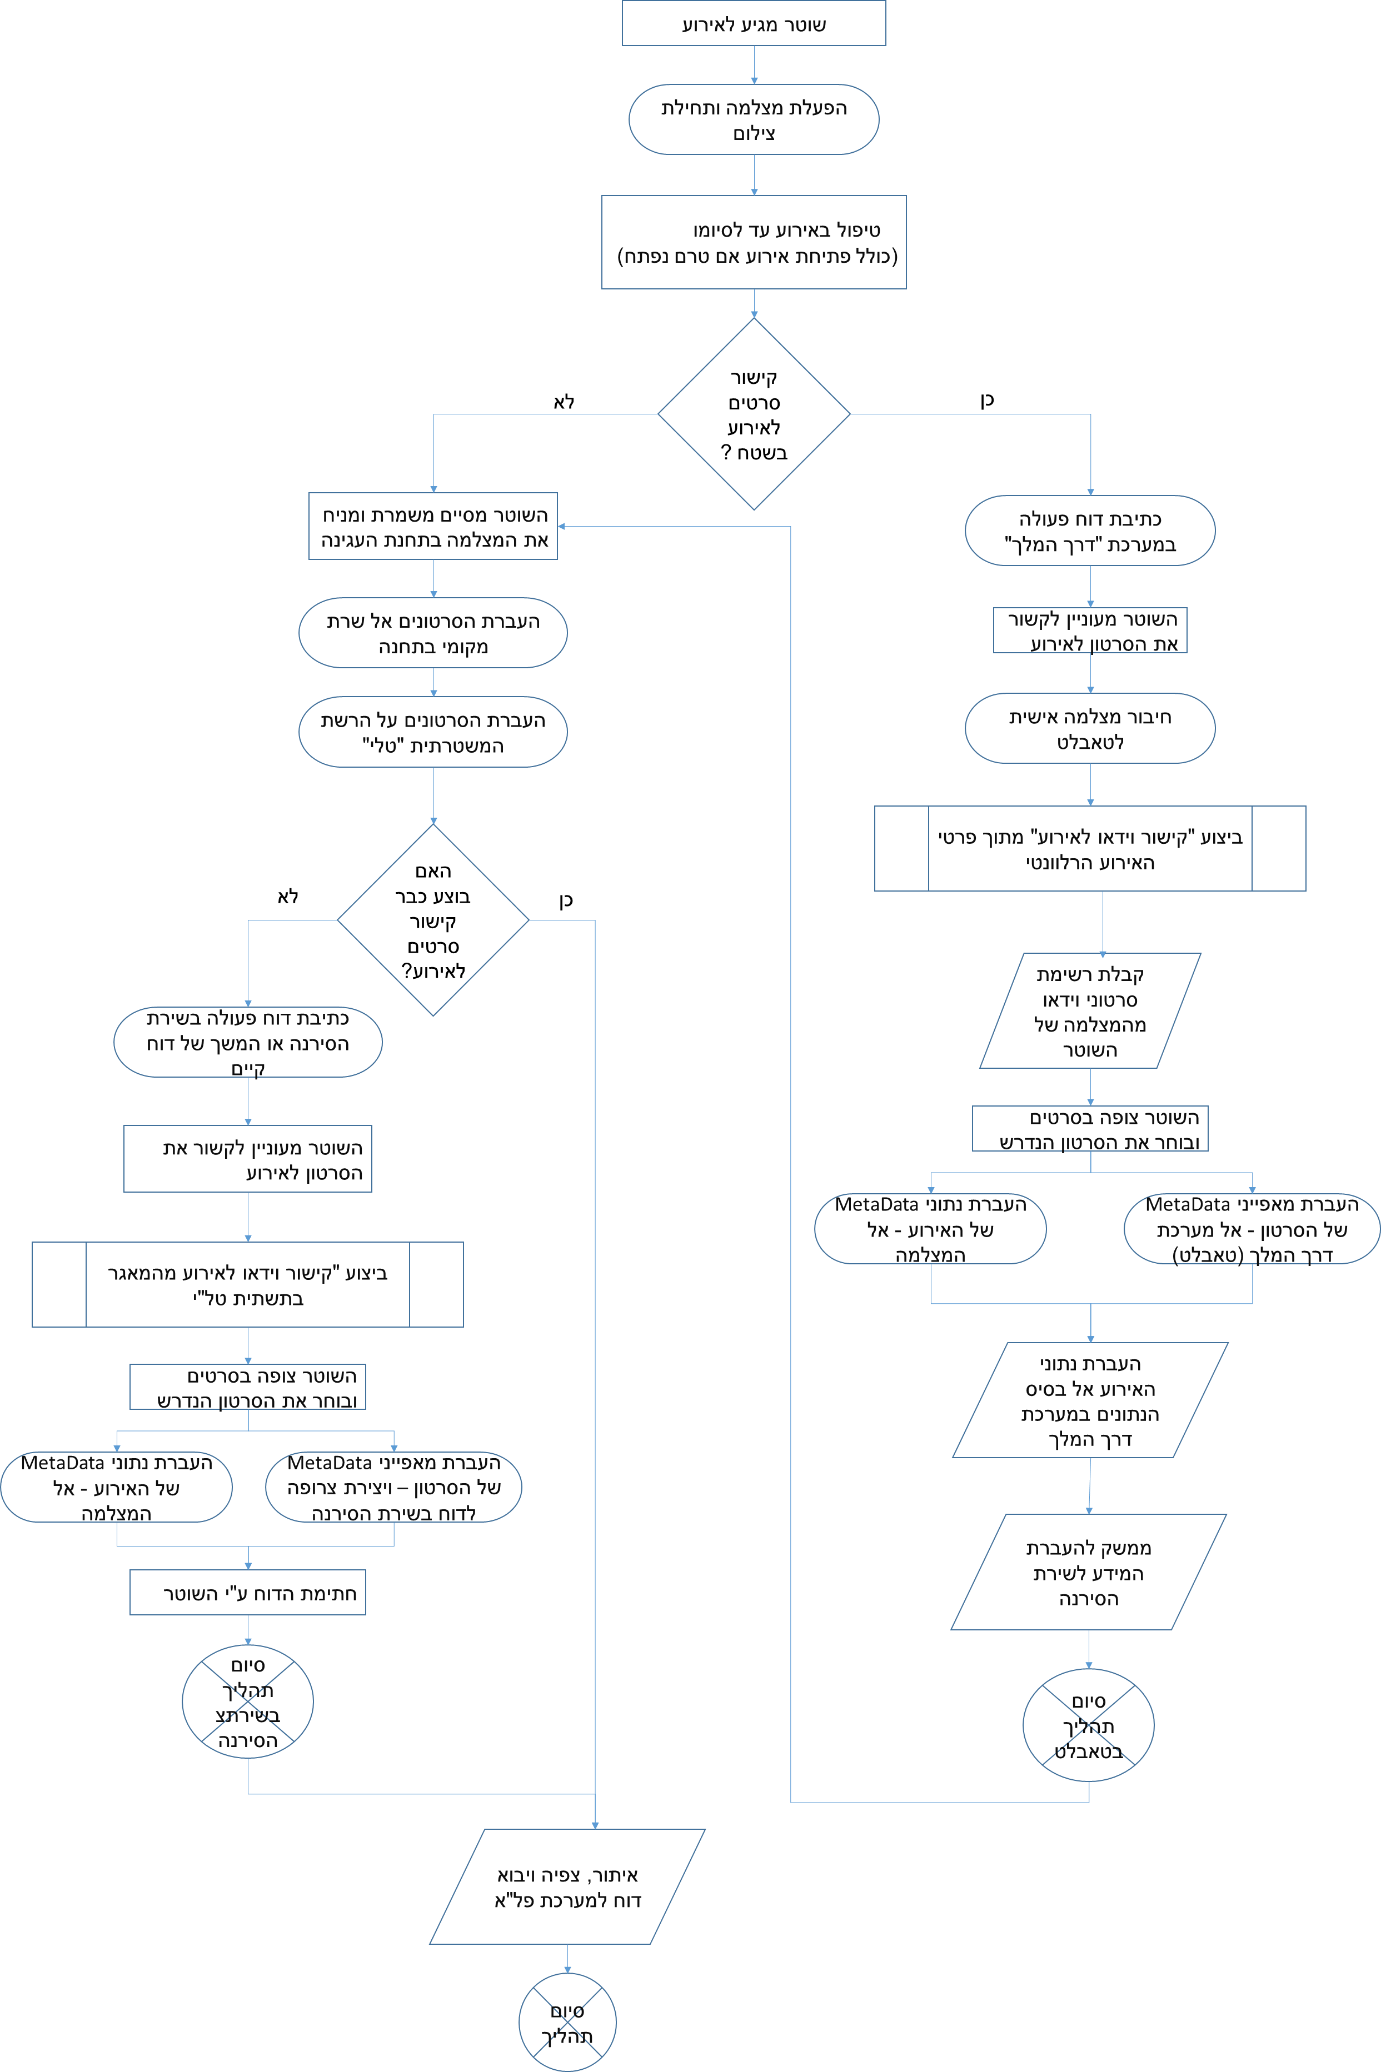 שוטר מגיע לאירוע
הפעלת מצלמה ותחילת
צילום
טיפול באירוע עד לסיומו
(כולל פתיחת אירוע אם טרם נפתח)
קישור
סרטים
לאירוע
בשטח ?
כן
לא
כתיבת דוח פעולה
במערכת "דרך המלך"
השוטר מעוניין לקשור
את הסרטון לאירוע
חיבור מצלמה אישית
לטאבלט
ביצוע "קישור וידאו לאירוע" מתוך פרטי
האירוע הרלוונטי
קבלת רשימת
סרטוני וידאו
מהמצלמה של
השוטר
השוטר צופה בסרטים
ובוחר את הסרטון הנדרש
העברת מאפייני MetaData
של הסרטון - אל מערכת
דרך המלך (טאבלט)
העברת נתוני MetaData
של האירוע - אל
המצלמה
העברת נתוני
האירוע אל בסיס
הנתונים במערכת
דרך המלך
ממשק להעברת
המידע לשירת
הסירנה
סיום
תהליך
בטאבלט
השוטר מסיים משמרת ומניח
את המצלמה בתחנת העגינה
העברת הסרטונים אל שרת
מקומי בתחנה
העברת הסרטונים על הרשת
המשטרתית "טלי"
האם
בוצע כבר
קישור
סרטים
לאירוע?
כן
לא
כתיבת דוח פעולה בשירת
הסירנה או המשך של דוח
קיים
השוטר מעוניין לקשור את
הסרטון לאירוע
ביצוע "קישור וידאו לאירוע מהמאגר
בתשתית טל"י
השוטר צופה בסרטים
ובוחר את הסרטון הנדרש
העברת מאפייני MetaData
של הסרטון – ויצירת צרופה
לדוח בשירת הסירנה
העברת נתוני MetaData
של האירוע - אל
המצלמה
חתימת הדוח ע"י השוטר
סיום
תהליך
בשירתצ
הסירנה
איתור, צפיה ויבוא
דוח למערכת פל"א
סיום
תהליך